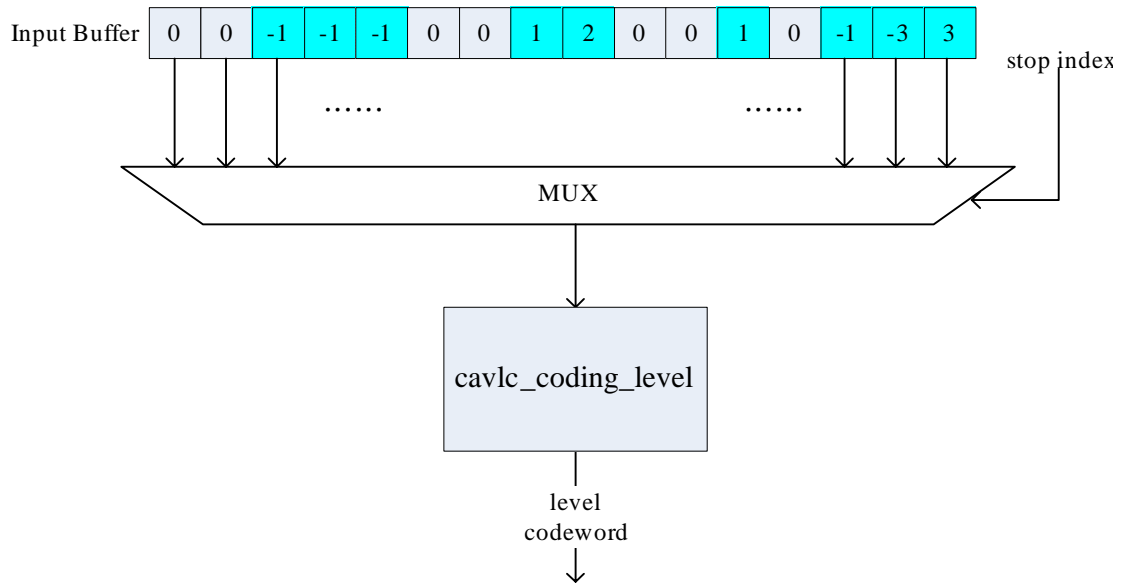 Input Buffer 0 0 -1 -1 -1 0 0 1 2 0 0 1 0 -1 -3 3
stop index
...... ......
MUX
cavlc_coding_level
level
codeword